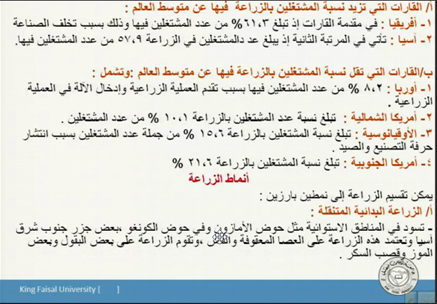 أ/ القارات التي تزيد نسبة المشتغلين بالزراعة فيها عن متوسط العالم :
١- أفريقيا : في مقدمة القارات إذ تبلغ ٦١،٣% من عدد المشتغلين فيها وذلك بسبب تخلف الصناعة
٢- آسيا : تأتي في المرتبة الثانية إذ يبلغ عد دالمشتغلين في الزراعة ٥٧،٩ من عدد المشتغلين فيها.
ب/القارات التي تقل نسبة المشتغلين بالزراعة فيها عن متوسط العالم :وتشمل :
١- أوربا : ٨،٢ % من عدد المشتغلين فيها بسبب تقدم العملية الزراعية وإدخال الآلة في العملية
الزراعية .
٢- أمريكا الشمالية : تبلغ نسبة عدد المشتغلين بالزراعة ١٠،١ % من عدد المشتغلين .
٣- الأوقيانوسية : تبلغ نسبة المشتغلين بالزراعة ١٥،٦ % من جملة عدد المشتغلين بسبب انتشار
حرفة التصنيع والصيد .
٤- أمريكا الجنوبية : تبلغ نسبة المشتغلين بالزراعة ٢١،٦ %
أنماط الزراعة
يمكن تقسيم الزراعة إلى نمطين بارزين :
أ/ الزراعة البدائية المتنقلة :
- تسود في المناطق الاستوائية مثل حوض الأمازون وفي حوض الكونغو ،بعض جزر جنوب شرق
آسيا وتعتمد هذه الزراعة على العصا المعقوفة والفأس ،وتقوم الزراعة على بعض البقول وبعض
الموز وقصب السكر .
King Faisal University [ ]